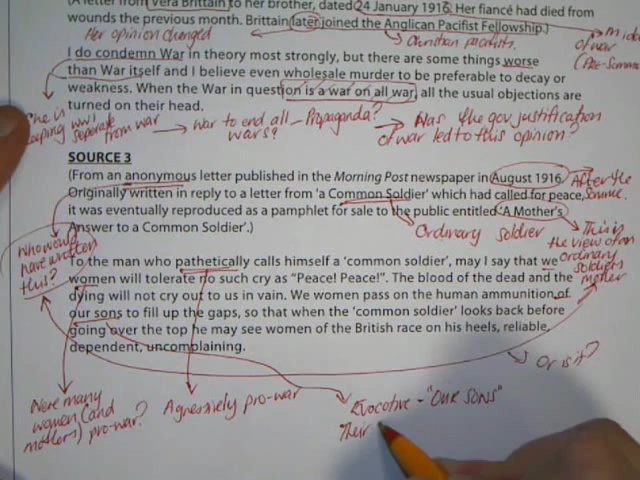 (A letter from Vera Brittain to her brother, dated 24 January 1916. Her fiancé had died from
wounds the previous month. Brittain later joined the Anglican Pacifist Fellowship.)
Her opinion changed
Christian pacifists.
of war
I do condemn War in theory most strongly, but there are some things worse
than War itself and I believe even wholesale murder to be preferable to decay or
weakness. When the War in question is a war on all war, all the usual objections are
turned on their head.
She is
keeping WWI
seperate
from war
War to end all
wars?
- Propaganda?
Has the gov justification
of war led to this opinion?
SOURCE 3
(From an anonymous letter published in the Morning Post newspaper in August 1916.
Originally written in reply to a letter from 'a Common Soldier' which had called for peace,
it was eventually reproduced as a pamphlet for sale to the public entitled 'A Mother's
Answer to a Common Soldier'.)
After the
Somme.
Ordinary soldier
This is
the view of an
ordinary
soldiers
mother
Who would
have written
this?
To the man who pathetically calls himself a 'common soldier', may I say that we
women will tolerate no such cry as "Peace! Peace!". The blood of the dead and the
dying will not cry out to us in vain. We women pass on the human ammunition of
our sons to fill up the gaps, so that when the 'common soldier' looks back before
going over the top he may see women of the British race on his heels, reliable,
dependent, uncomplaining.
Or is it?
Were many
women (and
mothers) pro-war?
Agressively pro-war
Evocative - "OUR SONS"
Their